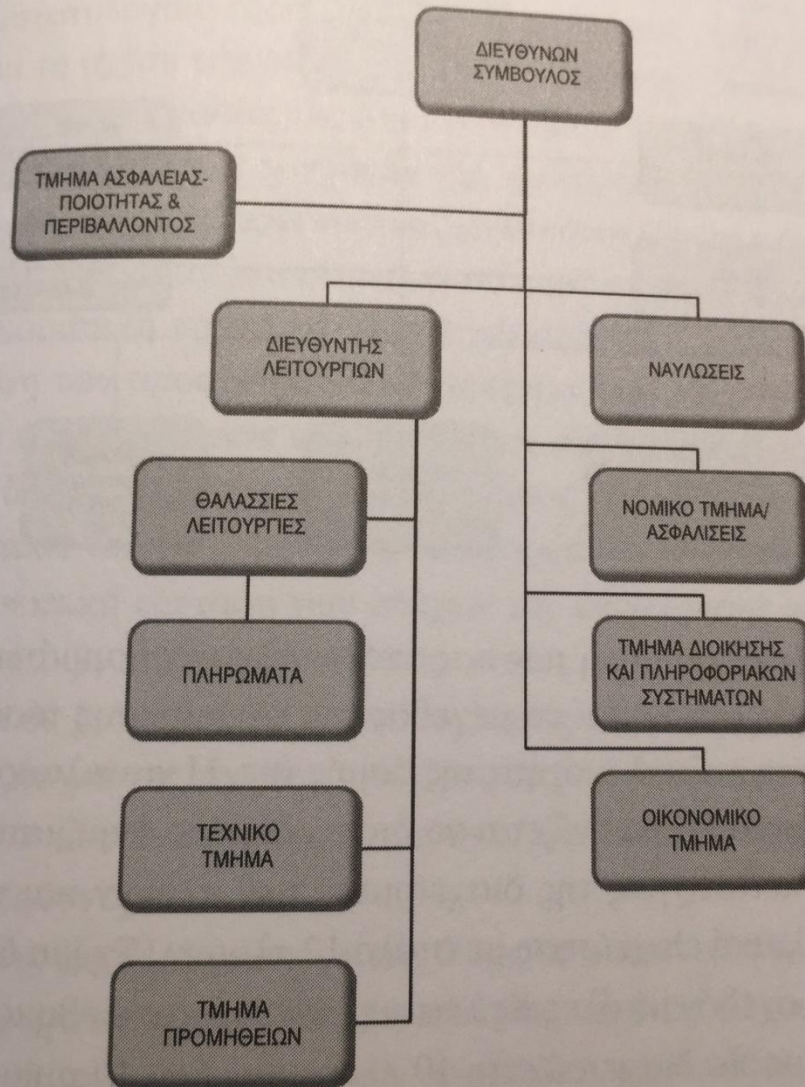 ΔΙΕΥΘΥΝΩΝ
ΣΥΜΒΟΥΛΟΣ
ΤΜΗΜΑ ΑΣΦΑΛΕΙΑΣ-
ΠΟΙΟΤΗΤΑΣ &
ΠΕΡΙΒΑΛΛΟΝΤΟΣ
ΔΙΕΥΘΥΝΤΗΣ
ΛΕΙΤΟΥΡΓΙΩΝ
ΝΑΥΛΩΣΕΙΣ
ΘΑΛΑΣΣΙΕΣ
ΛΕΙΤΟΥΡΓΙΕΣ
ΝΟΜΙΚΟ ΤΜΗΜΑ/
ΑΣΦΑΛΙΣΕΙΣ
ΠΛΗΡΩΜΑΤΑ
ΤΜΗΜΑ ΔΙΟΙΚΗΣΗΣ
ΚΑΙ ΠΛΗΡΟΦΟΡΙΑΚΩΝ
ΣΥΣΤΗΜΑΤΩΝ
ΤΕΧΝΙΚΟ
ΤΜΗΜΑ
ΟΙΚΟΝΟΜΙΚΟ
ΤΜΗΜΑ
ΤΜΗΜΑ
ΠΡΟΜΗΘΕΙΩΝ